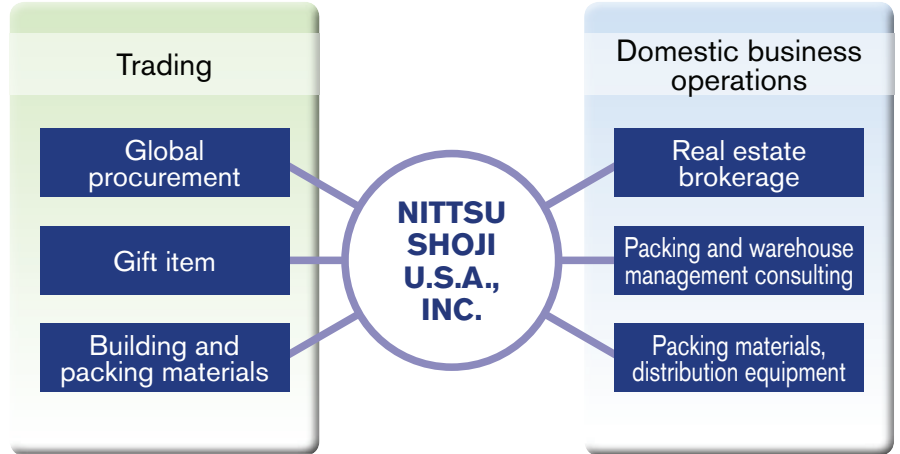 Trading
Global
procurement
Gift item
Building and
packing materials
NITTSU
SHOJI
U.S.A.,
INC.
Domestic business
operations
Real estate
brokerage
Packing and warehouse
management consulting
Packing materials,
distribution equipment